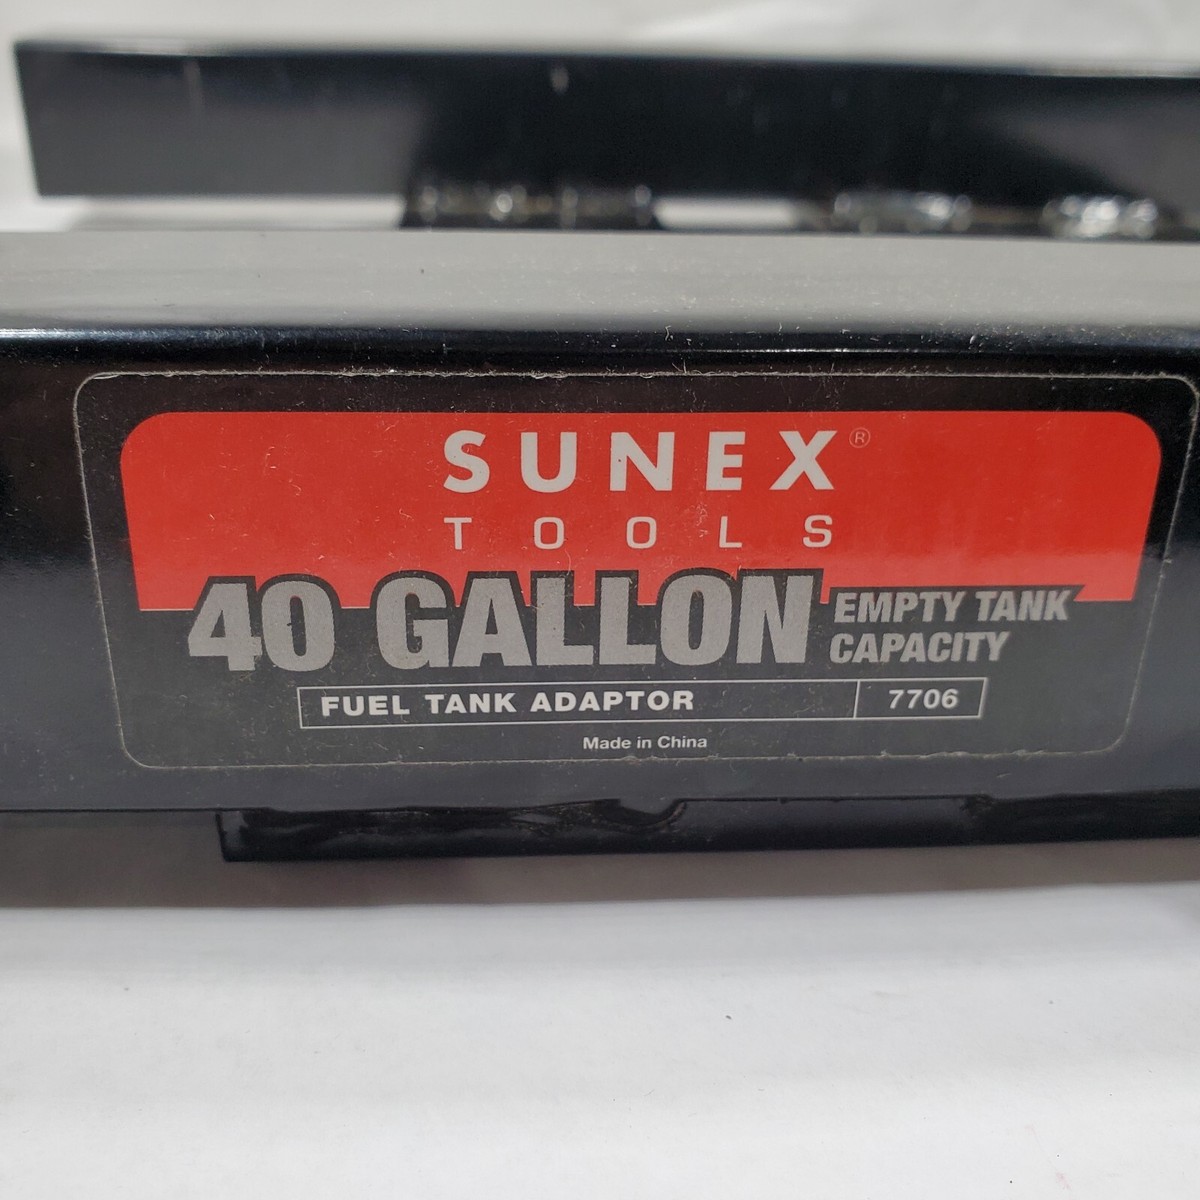 SUNEX®
TOOLS
40 GALLON EMPTY TANK CAPACITY
FUEL TANK ADAPTOR 7706
Made in China